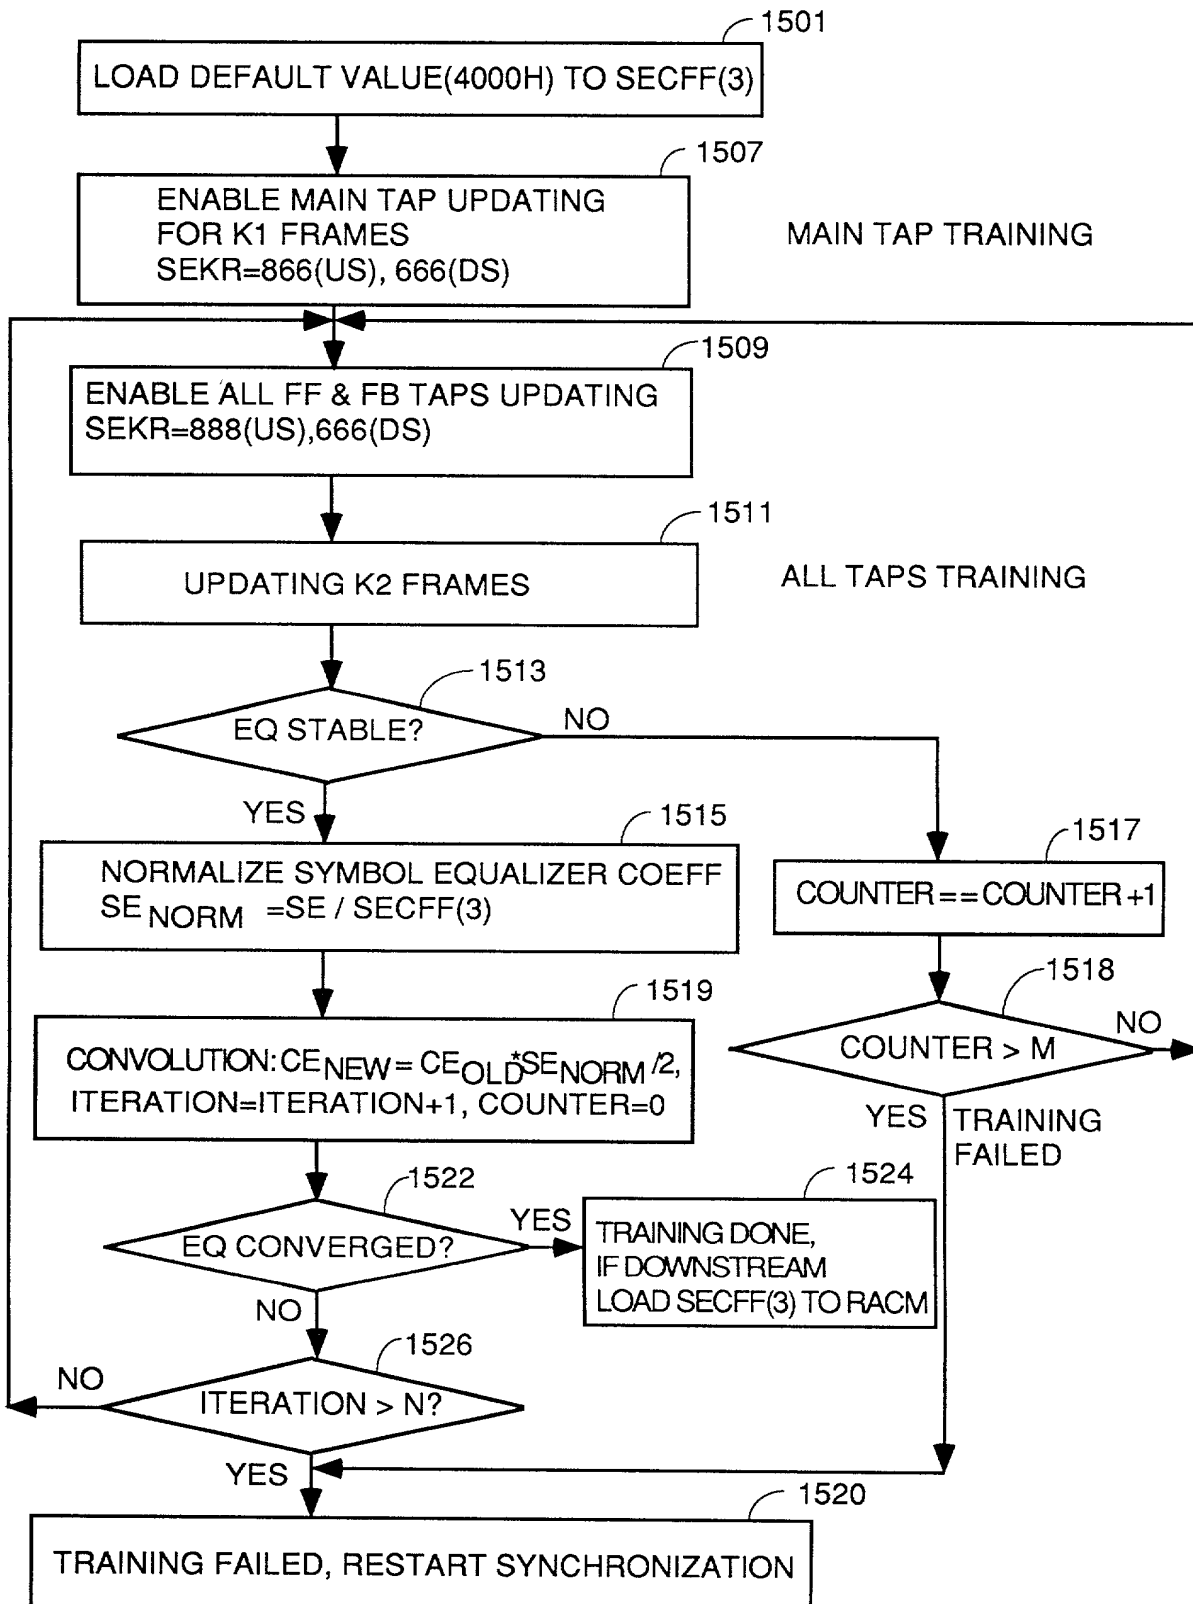 1501
LOAD DEFAULT VALUE(4000H) TO SECFF(3)
1507
ENABLE MAIN TAP UPDATING
FOR K1 FRAMES
SEKR=866(US), 666(DS)
MAIN TAP TRAINING
1509
ENABLE ALL FF & FB TAPS UPDATING
SEKR=888(US),666(DS)
1511
UPDATING K2 FRAMES
ALL TAPS TRAINING
1513
EQ STABLE?
NO
YES
1515
NORMALIZE SYMBOL EQUALIZER COEFF
SE NORM =SE / SECFF(3)
1517
COUNTER==COUNTER+1
1518
COUNTER > M
NO
YES
TRAINING
FAILED
1519
CONVOLUTION: CE NEW = CE OLD*SE NORM /2,
ITERATION=ITERATION+1, COUNTER=0
1522
EQ CONVERGED?
YES
NO
1524
TRAINING DONE,
IF DOWNSTREAM
LOAD SECFF(3) TO RACM
1526
ITERATION > N?
NO
YES
1520
TRAINING FAILED, RESTART SYNCHRONIZATION